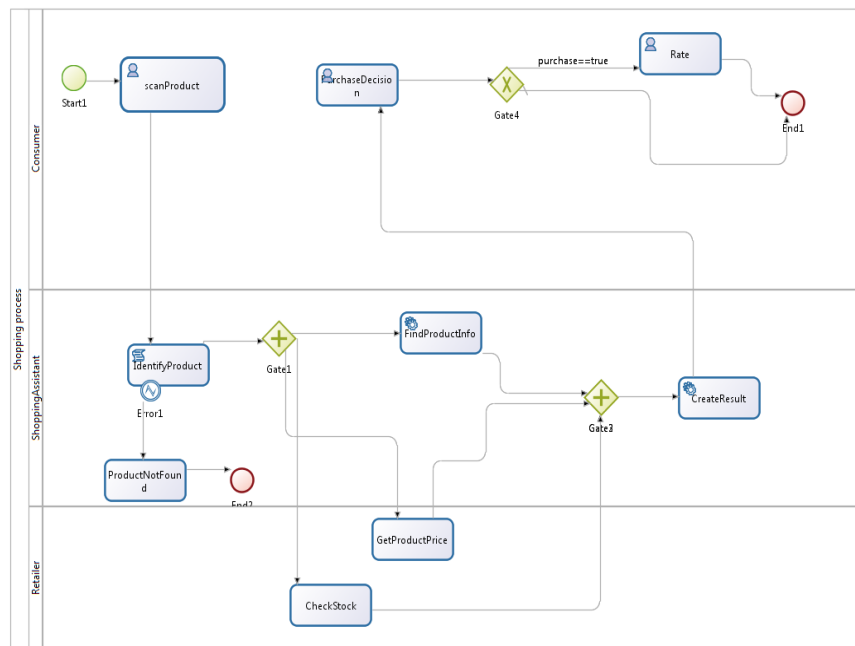 Shopping process
Consumer
Start1
scanProduct
PurchaseDecisio
n
Gate4
purchase==true
Rate
End1
ShoppingAssistant
IdentifyProduct
Error1
Gate1
FindProductInfo
CreateResult
ProductNotFoun
d
End2
Retailer
GetProductPrice
CheckStock